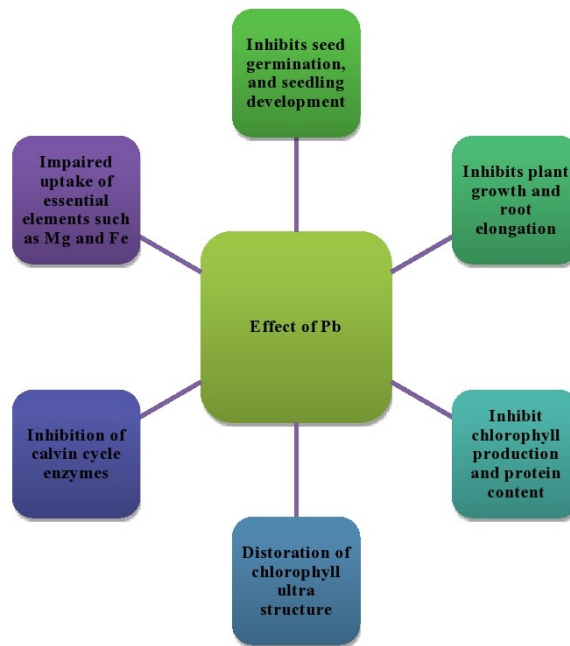 Inhibits seed
germination,
and seedling
development
Impaired
uptake of
essential
elements such
as Mg and Fe
Inhibits plant
growth and
root
elongation
Effect of Pb
Inhibition of
calvin cycle
enzymes
Inhibit
chlorophyll
production
and protein
content
Distoration of
chlorophyll
ultra
structure